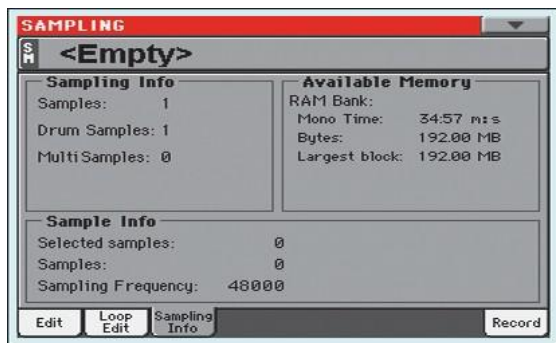 SAMPLING
SM <Empty>
Sampling Info
Samples: 1
Drum Samples: 1
MultiSamples: 0
Available Memory
RAM Bank:
Mono Time: 34:57 m:s
Bytes: 192.00 MB
Largest block: 192.00 MB
Sample Info
Selected samples: 0
Samples: 0
Sampling Frequency: 48000
Edit
Loop Edit
Sampling Info
Record